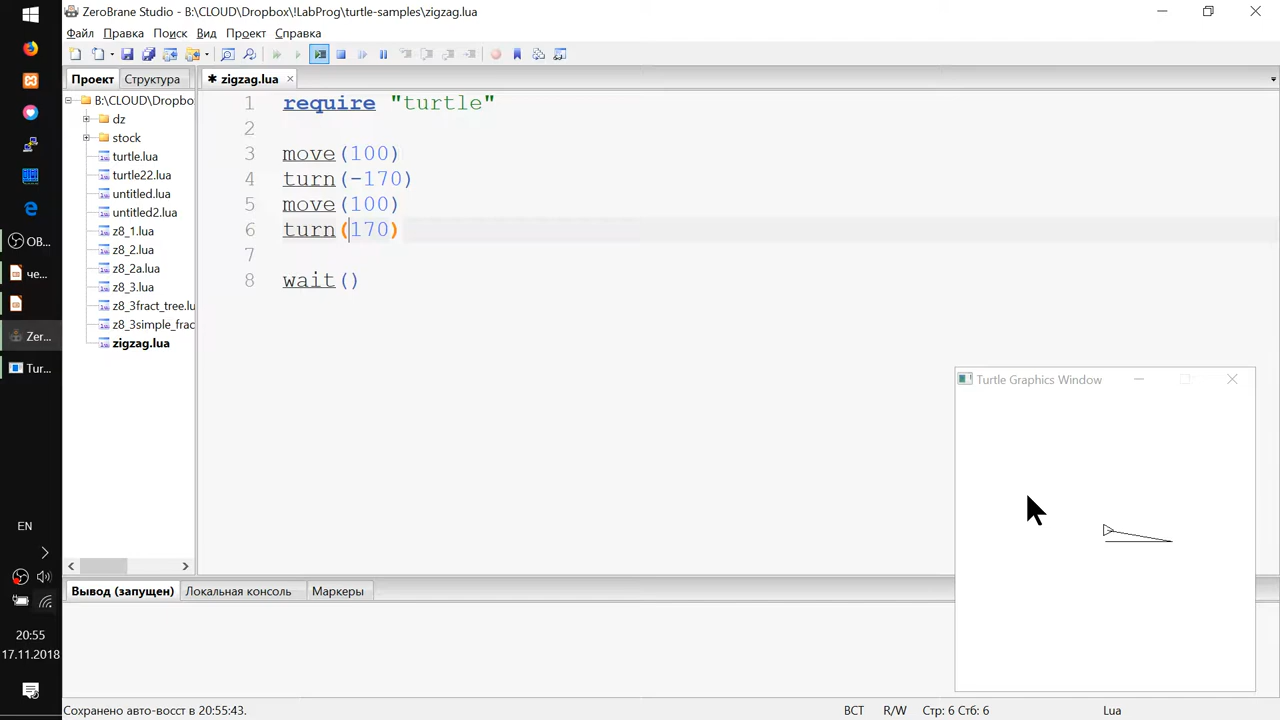 ZeroBrane Studio - B:\CLOUD\Dropbox\!LabProg\turtle-samples\zigzag.lua
Файл Правка Поиск Вид Проект Справка
Проект Структура
zigzag.lua
B:\CLOUD\Dropbo
dz
stock
turtle.lua
turtle22.lua
untitled.lua
untitled2.lua
z8_1.lua
z8_2.lua
z8_2a.lua
z8_3.lua
z8_3fract_tree.lu
z8_3simple_frac
zigzag.lua
1 require "turtle"
2
3 move(100)
4 turn(-170)
5 move(100)
6 turn(170)
7
8 wait()
Turtle Graphics Window
OB...
че...
Zer...
Tur...
EN
20:55
17.11.2018
Вывод (запущен) Локальная консоль Маркеры
Сохранено авто-восст в 20:55:43.
ВСТ R/W Стр: 6 Стб: 6 Lua